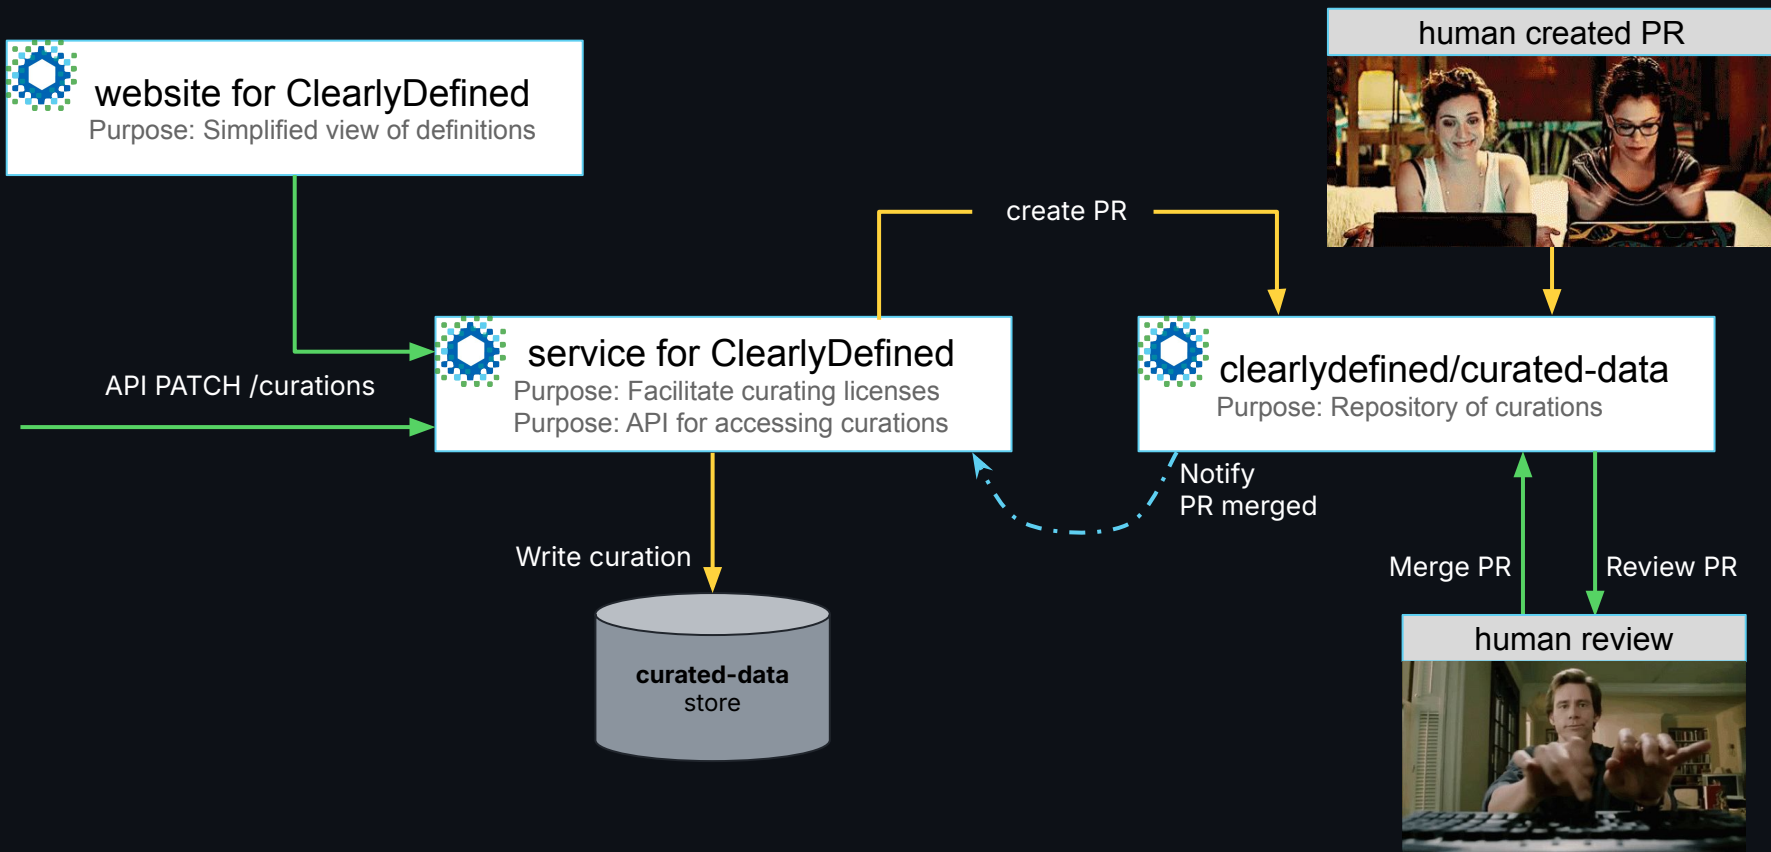 human created PR
website for ClearlyDefined
Purpose: Simplified view of definitions
create PR
service for ClearlyDefined
Purpose: Facilitate curating licenses
Purpose: API for accessing curations
clearlydefined/curated-data
Purpose: Repository of curations
API PATCH /curations
Notify
PR merged
Write curation
Merge PR
Review PR
human review
curated-data
store